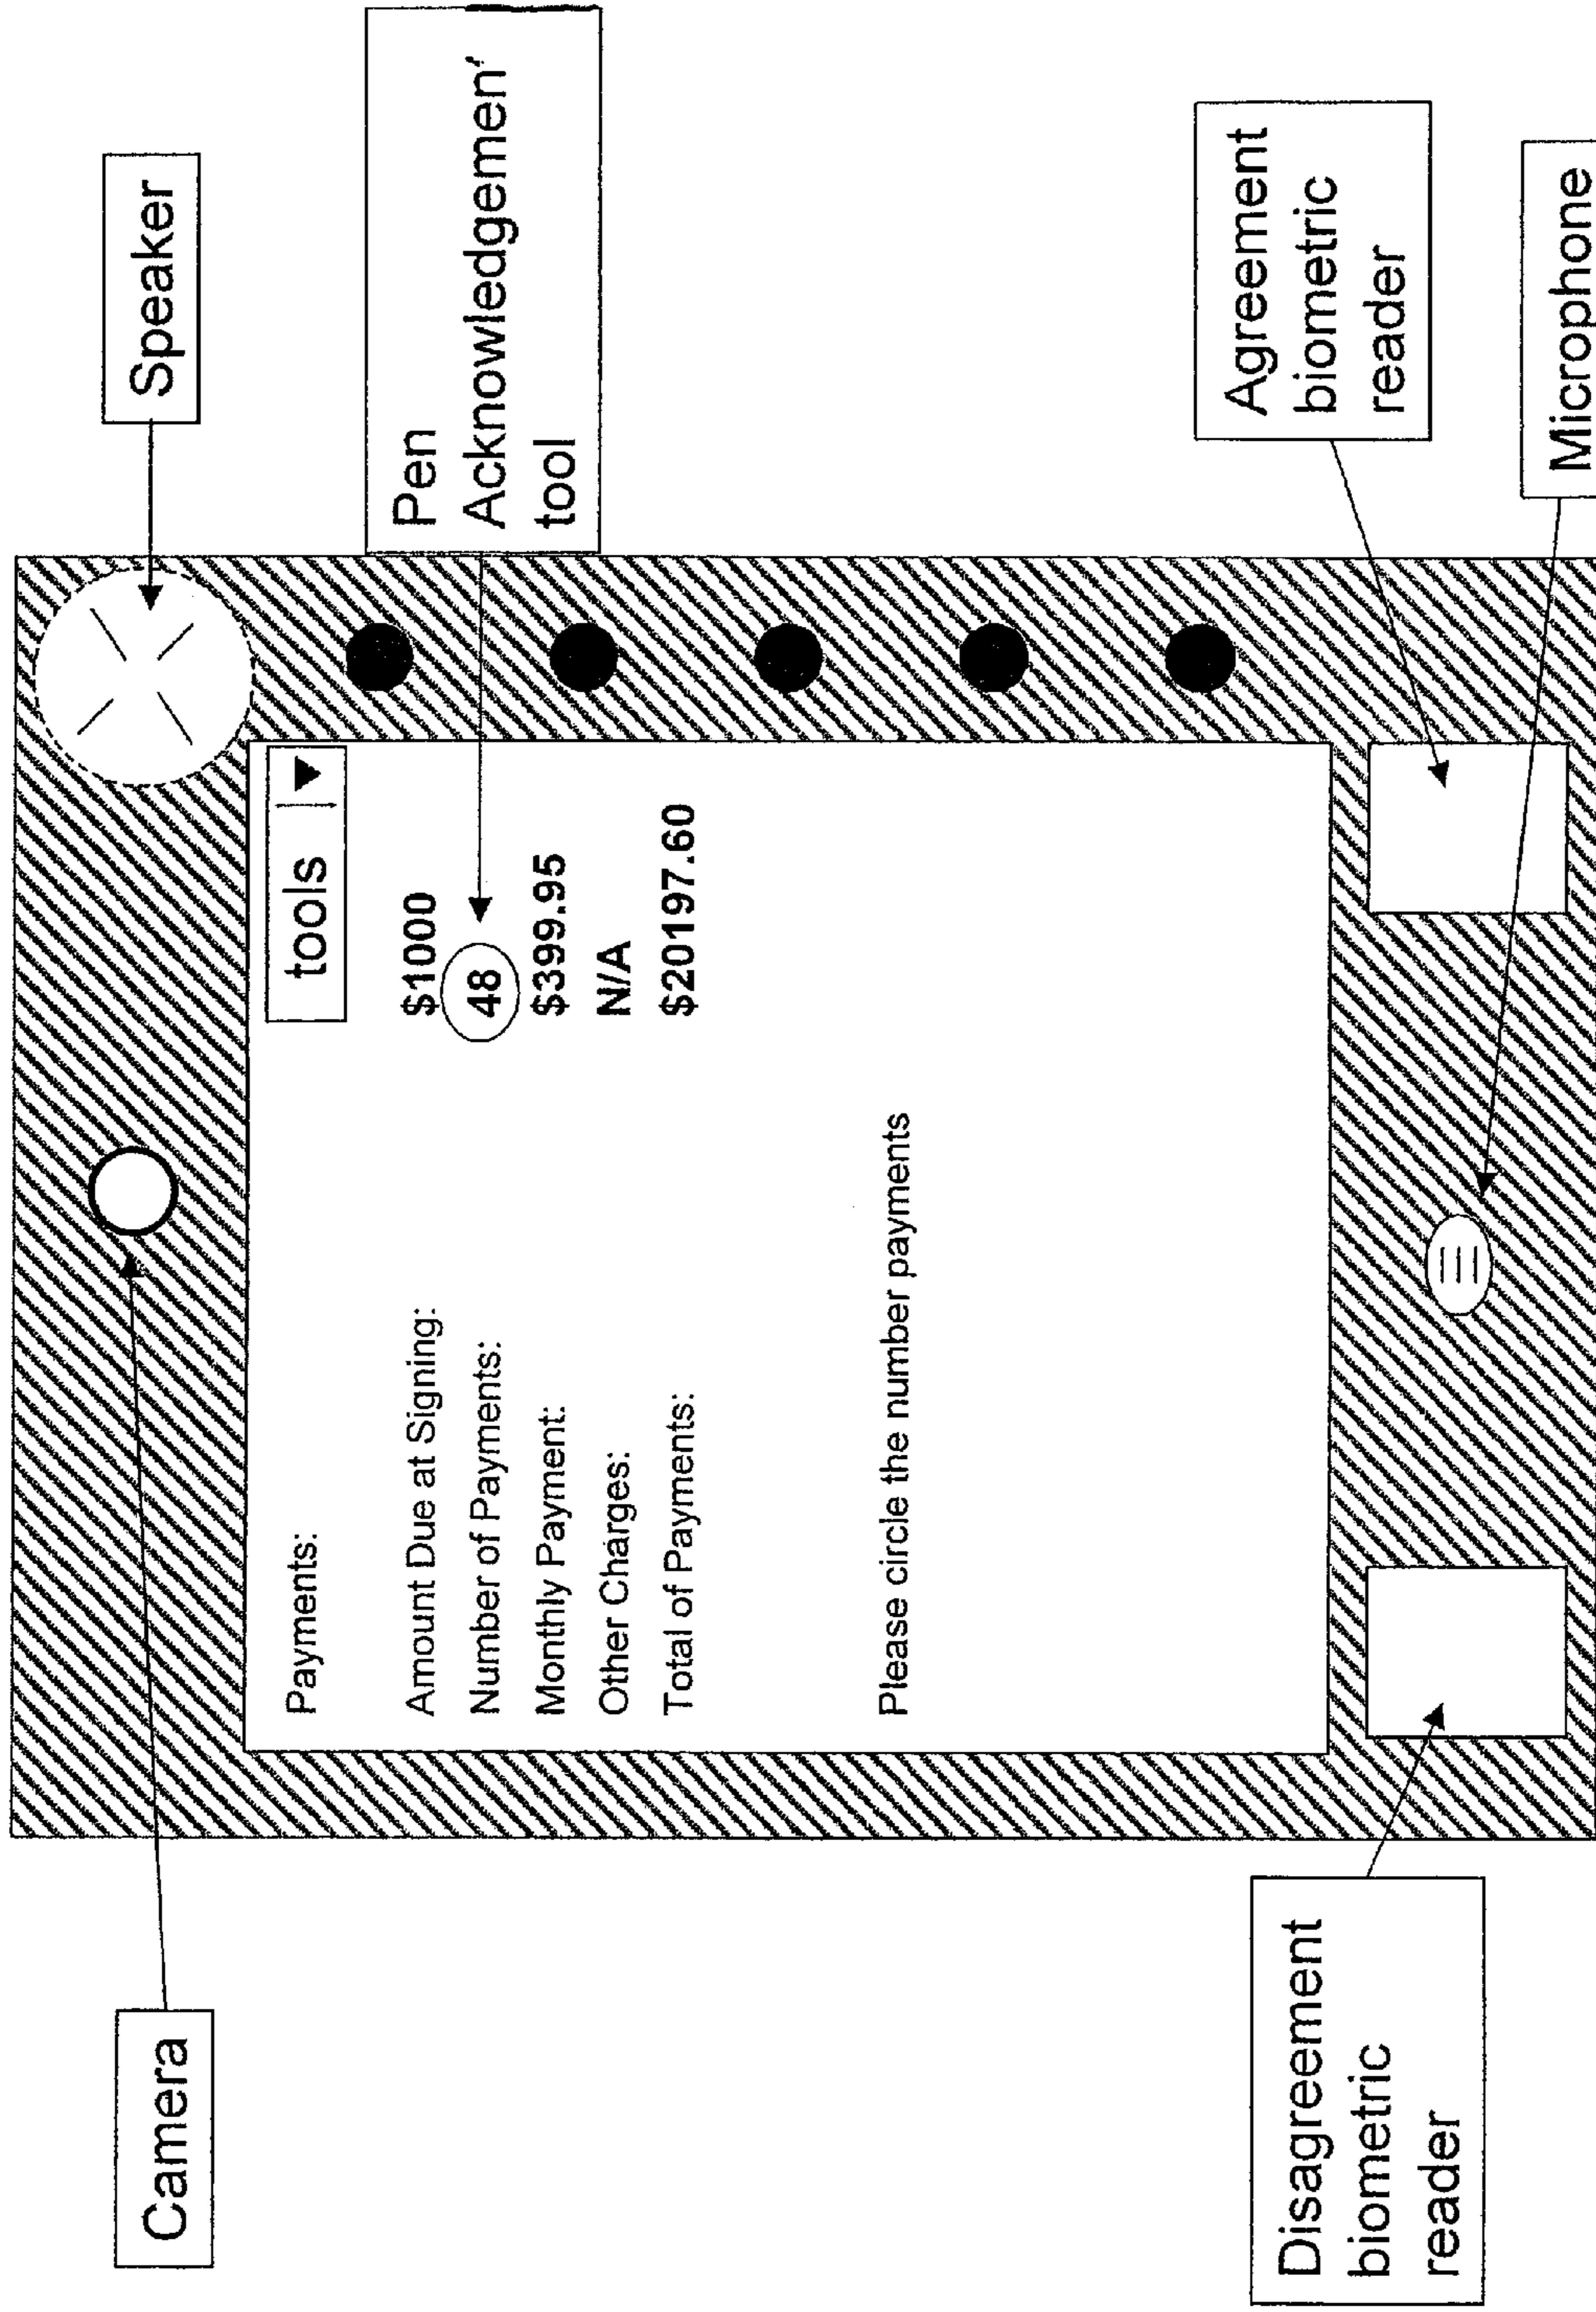 Camera
Speaker
Payments:
tools
Amount Due at Signing: $1000
Number of Payments: 48
Monthly Payment: $399.95
Other Charges: N/A
Total of Payments: $20197.60
Pen
Acknowledgement
tool
Please circle the number payments
Disagreement
biometric
reader
Agreement
biometric
reader
Microphone